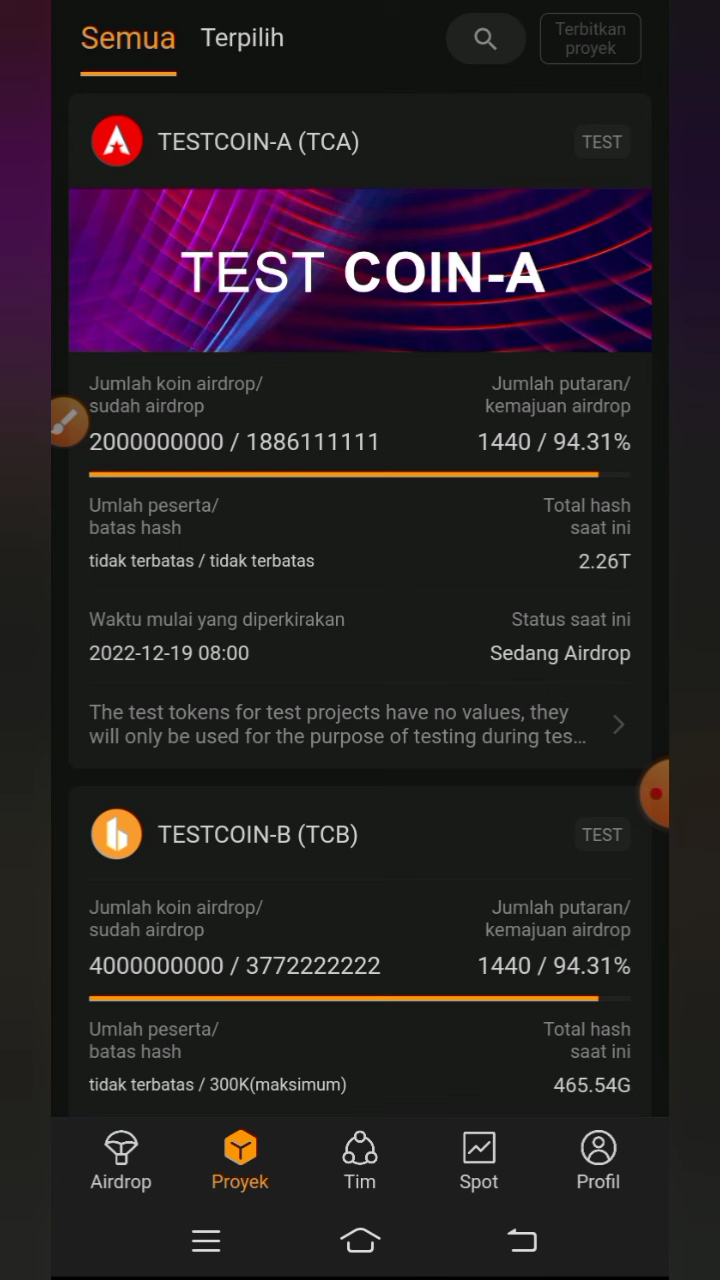 Semua Terpilih Terbitkan
proyek
TESTCOIN-A (TCA) TEST
TEST COIN-A
Jumlah koin airdrop/ Jumlah putaran/
sudah airdrop kemajuan airdrop
2000000000 / 1886111111 1440 / 94.31%
Umlah peserta/ Total hash
batas hash saat ini
tidak terbatas / tidak terbatas 2.26T
Waktu mulai yang diperkirakan Status saat ini
2022-12-19 08:00 Sedang Airdrop
The test tokens for test projects have no values, they
will only be used for the purpose of testing during tes...
TESTCOIN-B (TCB) TEST
Jumlah koin airdrop/ Jumlah putaran/
sudah airdrop kemajuan airdrop
4000000000 / 3772222222 1440 / 94.31%
Umlah peserta/ Total hash
batas hash saat ini
tidak terbatas / 300K(maksimum) 465.54G
Airdrop Proyek Tim Spot Profil